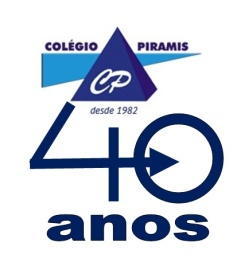 COLÉGIO PIRAMIS
CP
desde 1982
40
anos